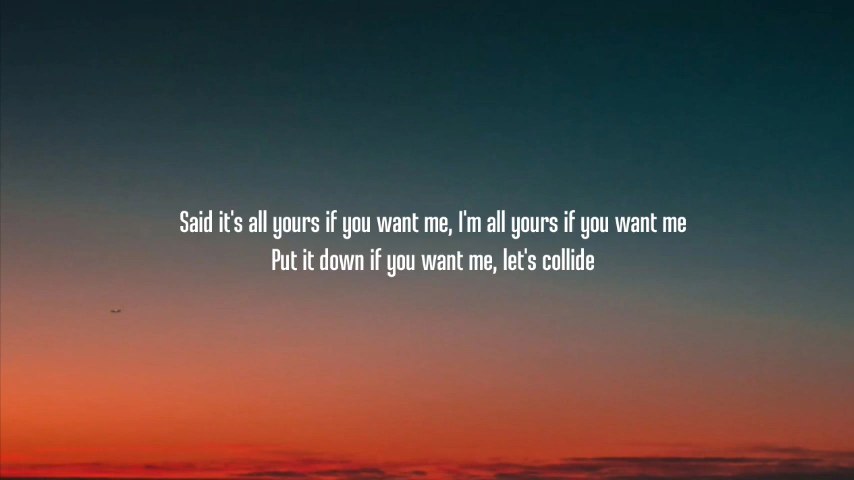 Said it's all yours if you want me, I'm all yours if you want me
Put it down if you want me, let's collide